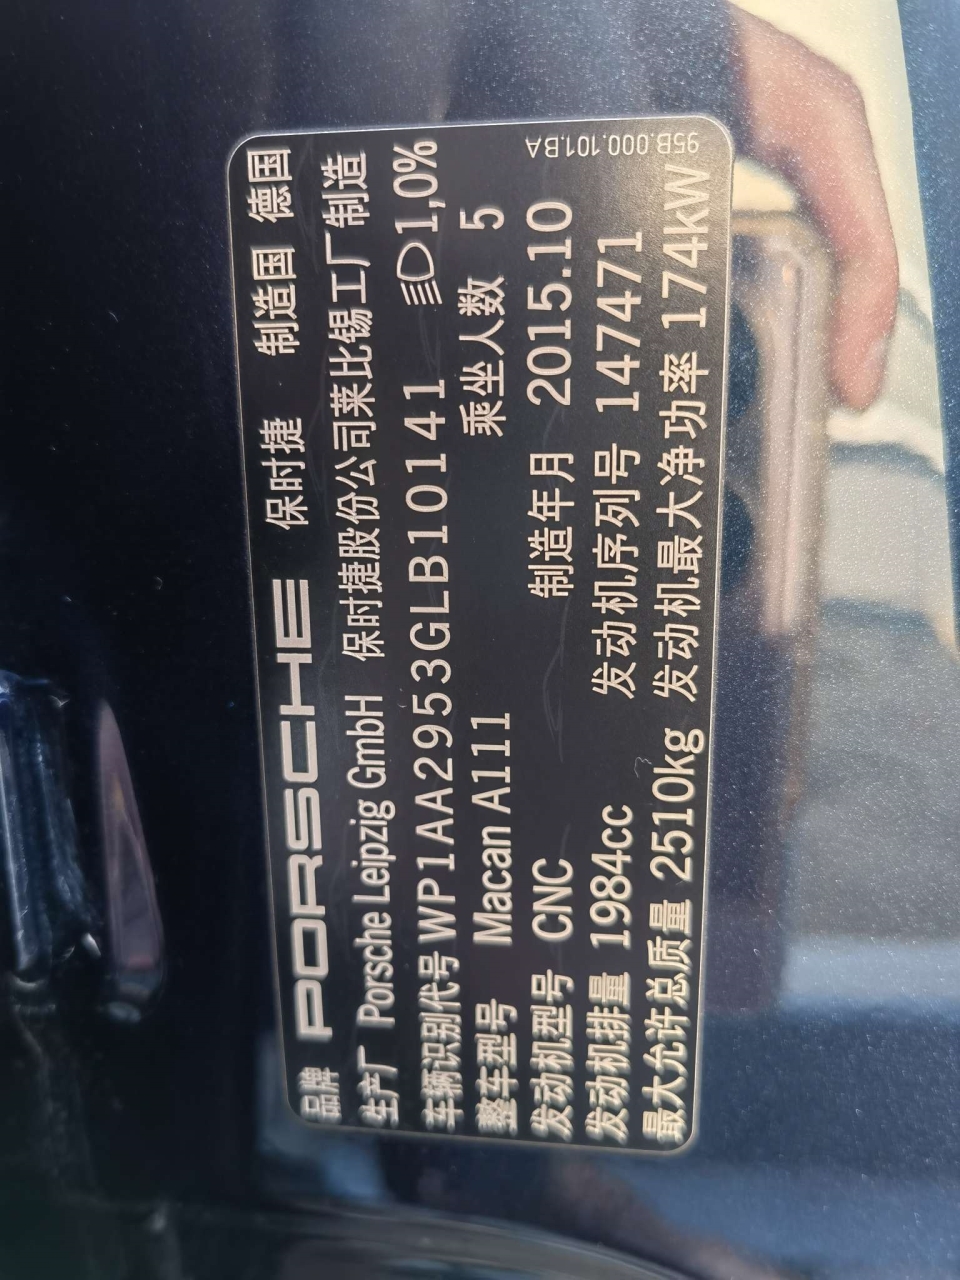 品牌 PORSCHE 保时捷 制造国 德国
生产厂 Porsche Leipzig GmbH 保时捷股份公司莱比锡工厂制造
车辆识别代号 WP1AA2953GLB10141 1,0%
整车型号 Macan A111 乘坐人数 5
发动机型号 CNC 制造年月 2015.10
发动机排量 1984cc 发动机序列号 147471
最大允许总质量 2510kg 发动机最大净功率 174kW
95B.000.101.BA